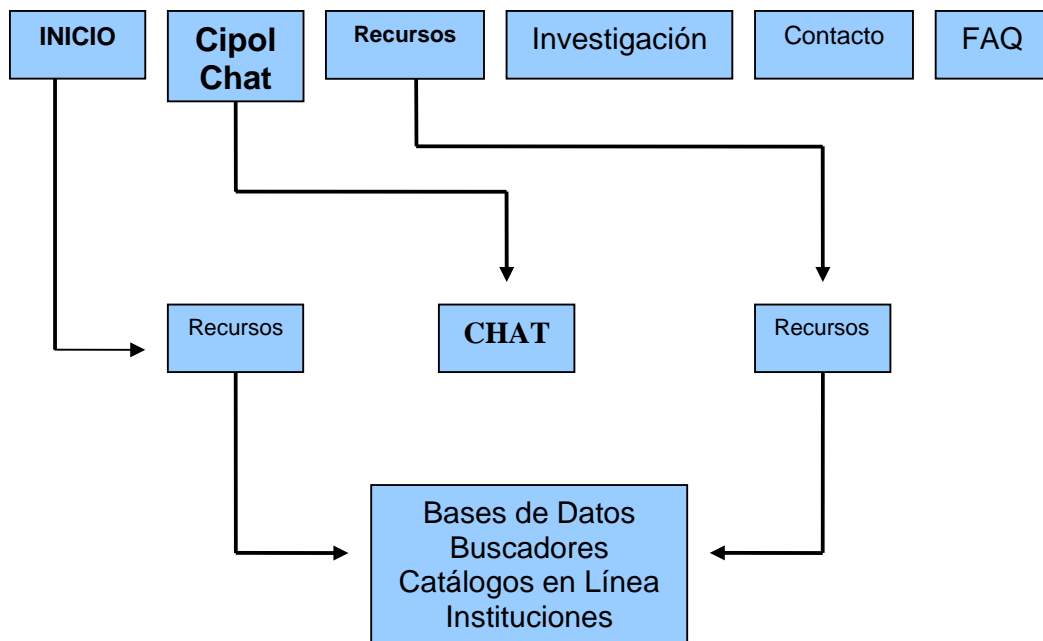 INICIO
Cipol
Chat
Recursos
Investigación
Contacto
FAQ
Recursos
CHAT
Recursos
Bases de Datos
Buscadores
Catálogos en Línea
Instituciones